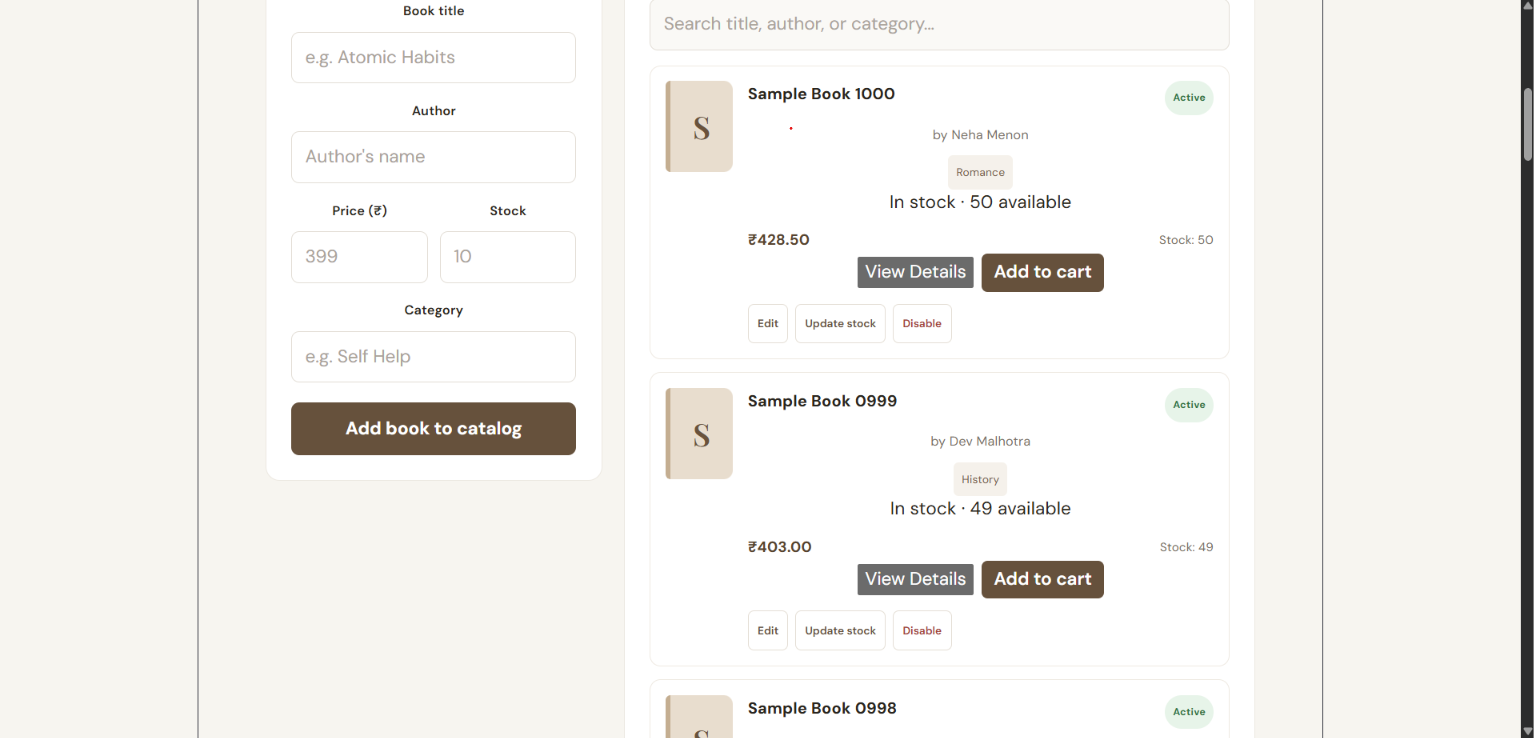 Book title
e.g. Atomic Habits
Author
Author's name
Price (₹) Stock
399 10
Category
e.g. Self Help
Add book to catalog
Search title, author, or category...
S
Sample Book 1000 Active
by Neha Menon
Romance
In stock · 50 available
₹428.50 Stock: 50
View Details Add to cart
Edit Update stock Disable
S
Sample Book 0999 Active
by Dev Malhotra
History
In stock · 49 available
₹403.00 Stock: 49
View Details Add to cart
Edit Update stock Disable
S
Sample Book 0998 Active